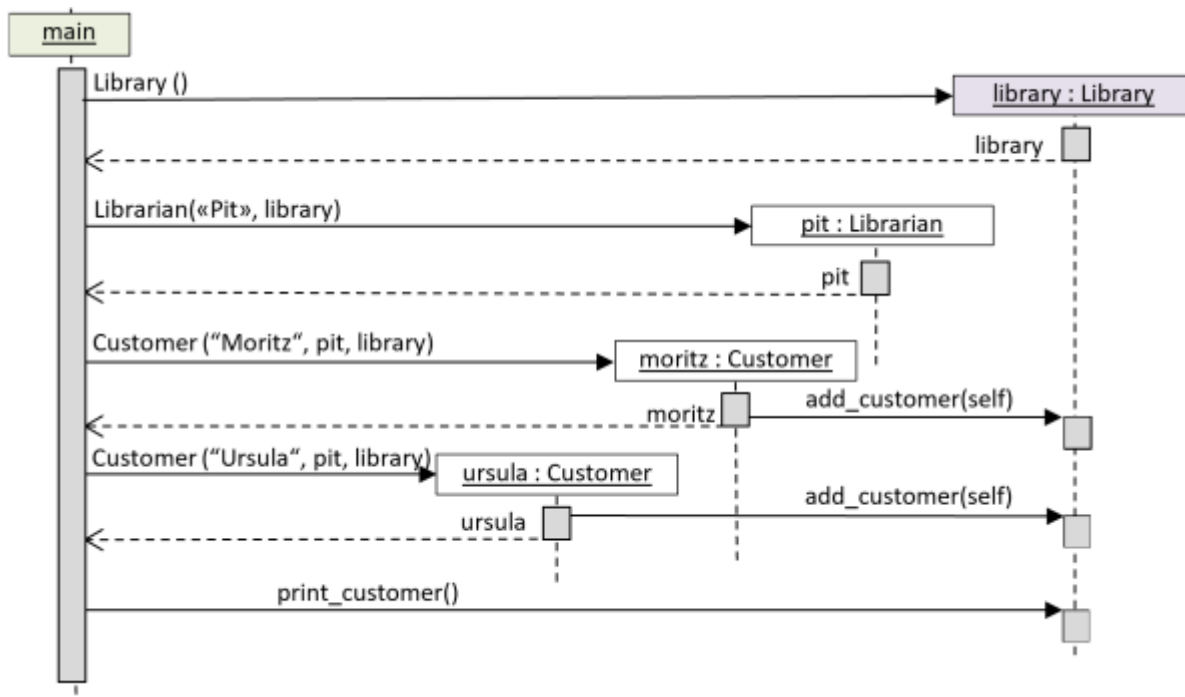 main
Library ()
library : Library
library
Librarian(«Pit», library)
pit : Librarian
pit
Customer (“Moritz“, pit, library)
moritz : Customer
add_customer(self)
moritz
Customer (“Ursula“, pit, library)
ursula : Customer
add_customer(self)
ursula
print_customer()